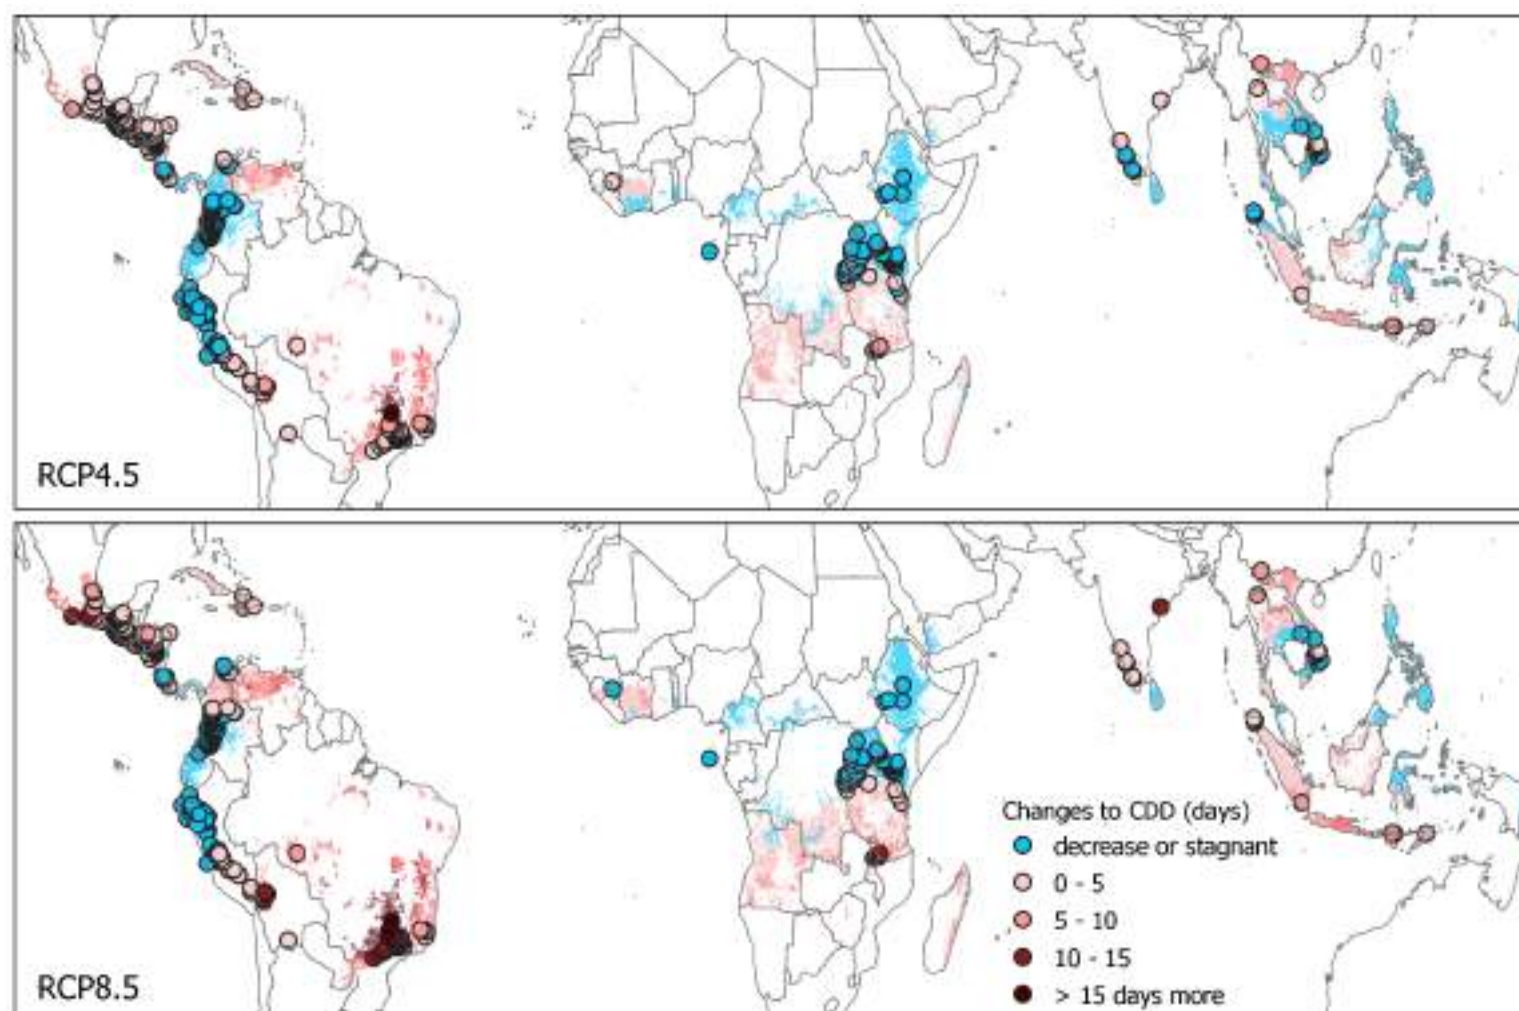 RCP4.5
RCP8.5
Changes to CDD (days)
decrease or stagnant
0 - 5
5 - 10
10 - 15
> 15 days more